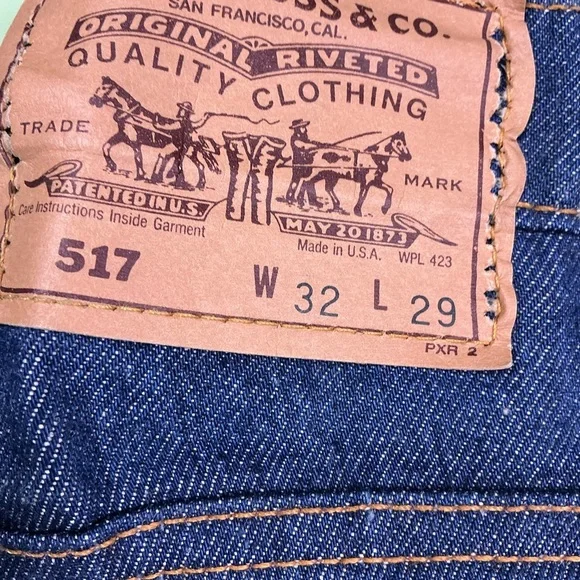 & CO.
SAN FRANCISCO, CAL.
ORIGINAL RIVETED
QUALITY CLOTHING
TRADE MARK
PATENTED IN U.S. MAY 20 1873
Care Instructions Inside Garment Made in U.S.A. WPL 423
517 W 32 L 29
PXR 2